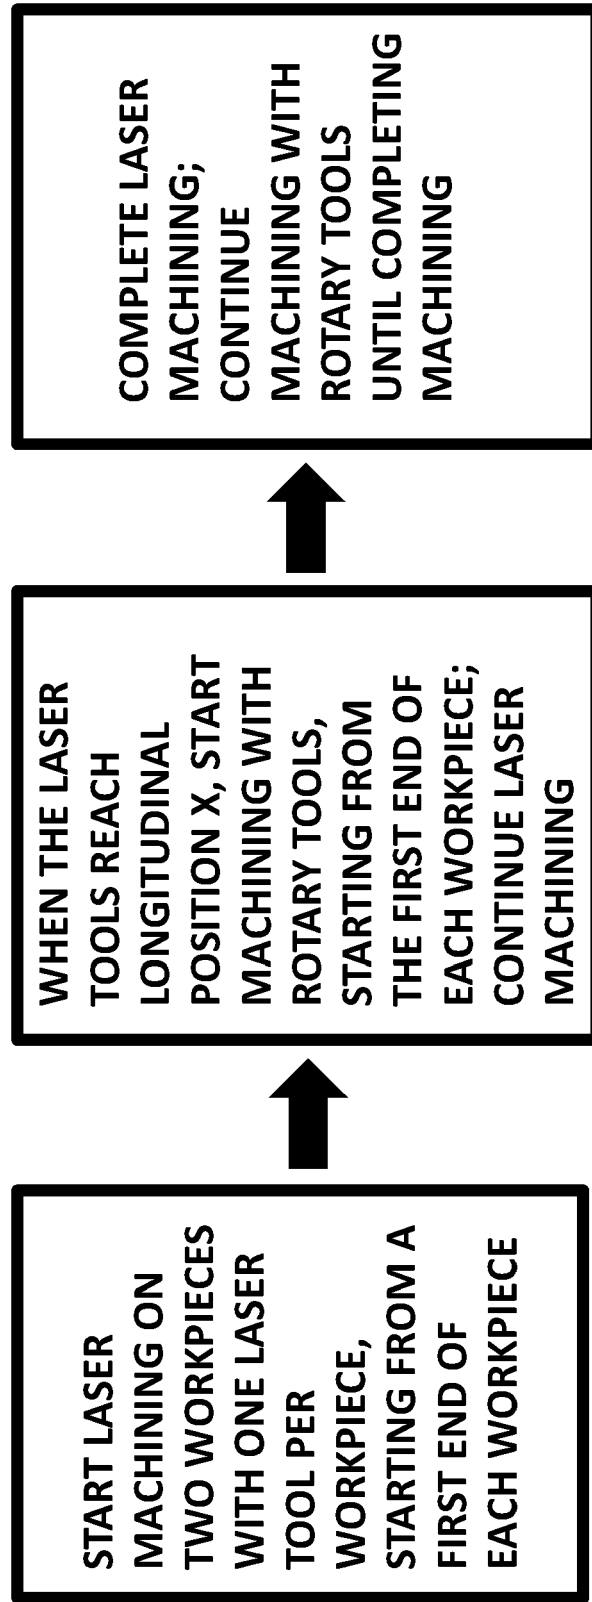 START LASER
MACHINING ON
TWO WORKPIECES
WITH ONE LASER
TOOL PER
WORKPIECE,
STARTING FROM A
FIRST END OF
EACH WORKPIECE
WHEN THE LASER
TOOLS REACH
LONGITUDINAL
POSITION X, START
MACHINING WITH
ROTARY TOOLS,
STARTING FROM
THE FIRST END OF
EACH WORKPIECE;
CONTINUE LASER
MACHINING
COMPLETE LASER
MACHINING;
CONTINUE
MACHINING WITH
ROTARY TOOLS
UNTIL COMPLETING
MACHINING